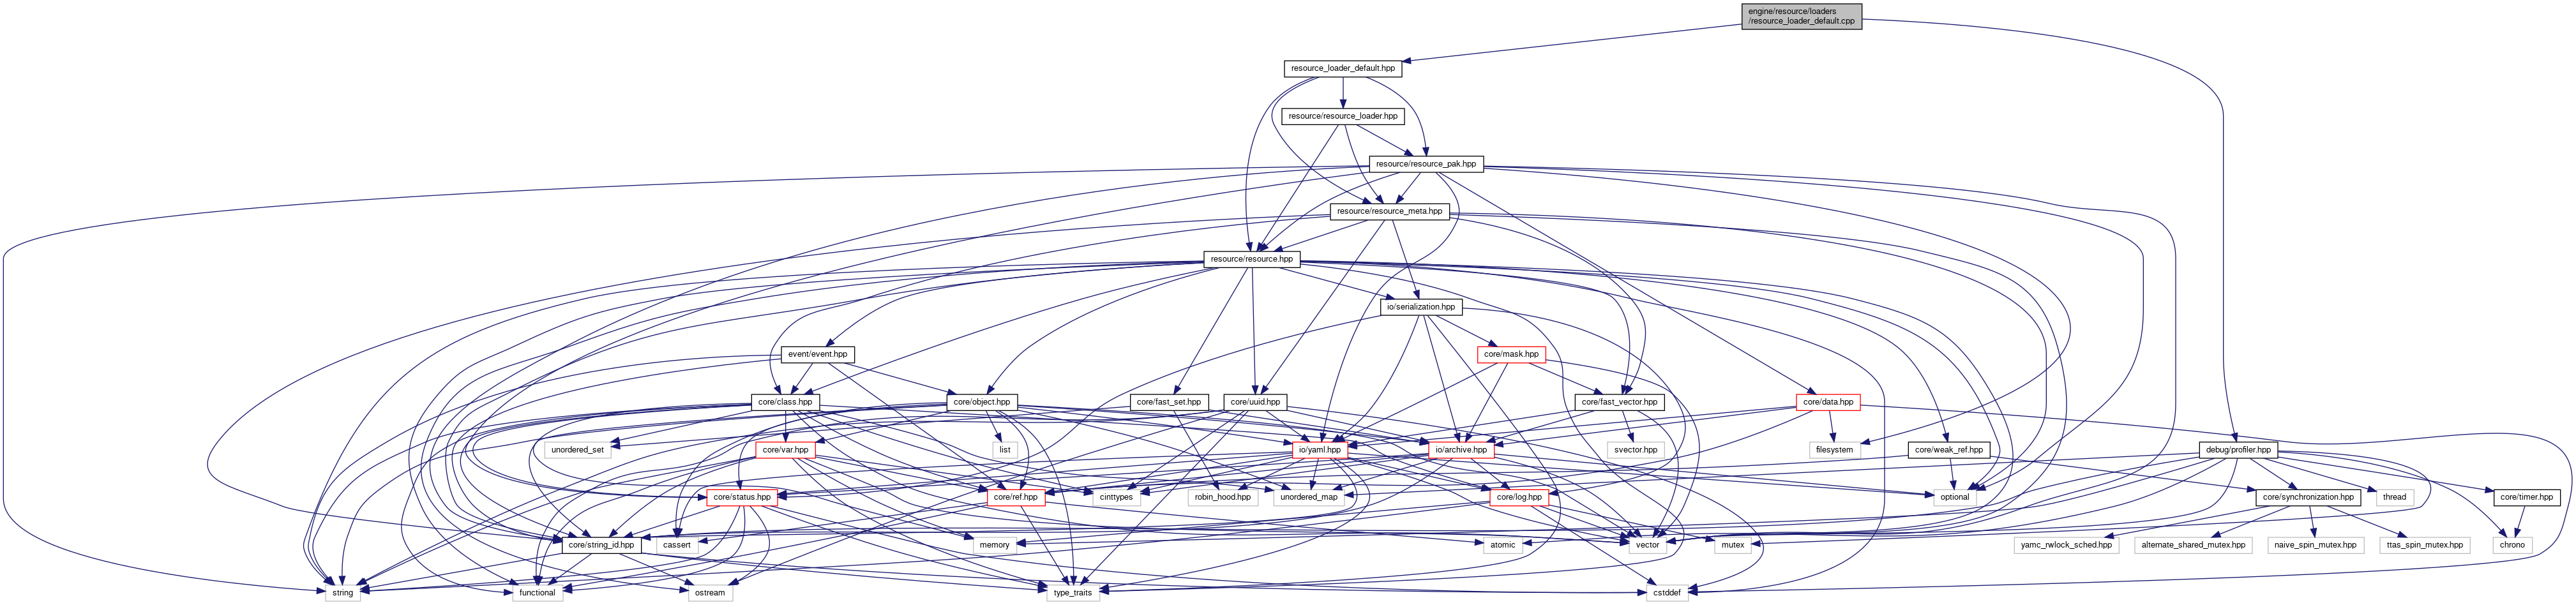 engine/resource/loaders
/resource_loader_default.cpp
resource_loader_default.hpp
resource/resource_loader.hpp
resource/resource_pak.hpp
resource/resource_meta.hpp
resource/resource.hpp
io/serialization.hpp
event/event.hpp
core/mask.hpp
core/class.hpp
core/object.hpp
core/fast_set.hpp
core/uuid.hpp
core/fast_vector.hpp
core/data.hpp
unordered_set
core/var.hpp
list
io/yaml.hpp
io/archive.hpp
svector.hpp
filesystem
core/weak_ref.hpp
debug/profiler.hpp
core/status.hpp
core/ref.hpp
cinttypes
robin_hood.hpp
unordered_map
core/log.hpp
optional
core/synchronization.hpp
thread
core/timer.hpp
core/string_id.hpp
cassert
memory
atomic
vector
mutex
yamc_rwlock_sched.hpp
alternate_shared_mutex.hpp
naive_spin_mutex.hpp
ttas_spin_mutex.hpp
chrono
string
functional
ostream
type_traits
cstddef